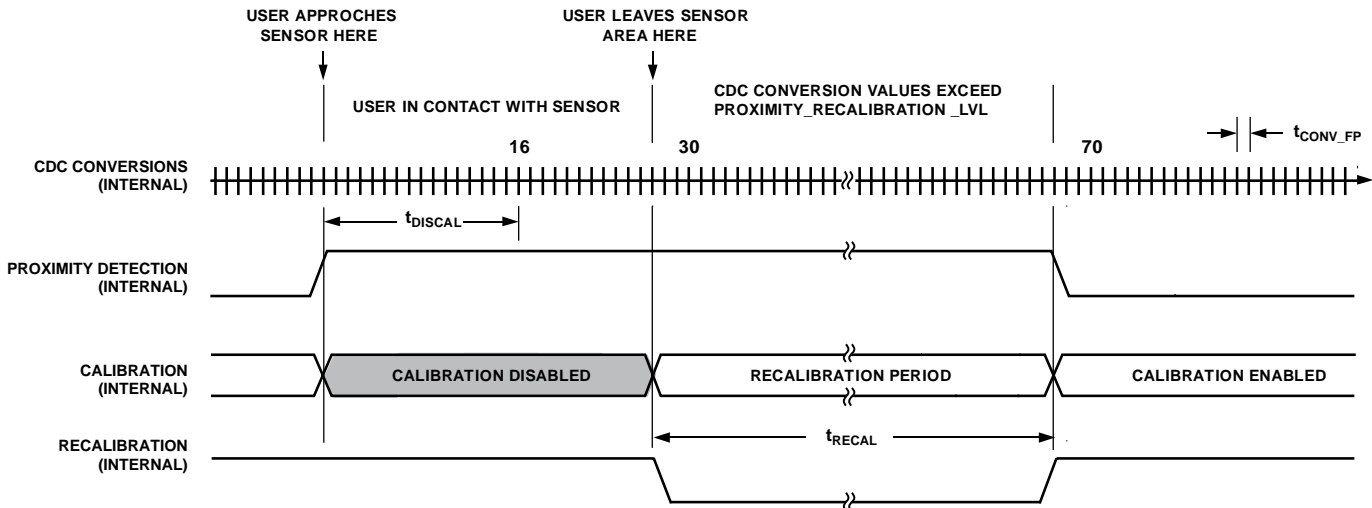 USER APPROCHES
SENSOR HERE
USER LEAVES SENSOR
AREA HERE
USER IN CONTACT WITH SENSOR
CDC CONVERSION VALUES EXCEED
PROXIMITY_RECALIBRATION _LVL
tCONV_FP
16
30
70
CDC CONVERSIONS
(INTERNAL)
tDISCAL
PROXIMITY DETECTION
(INTERNAL)
CALIBRATION
(INTERNAL)
CALIBRATION DISABLED
RECALIBRATION PERIOD
CALIBRATION ENABLED
RECALIBRATION
(INTERNAL)
tRECAL